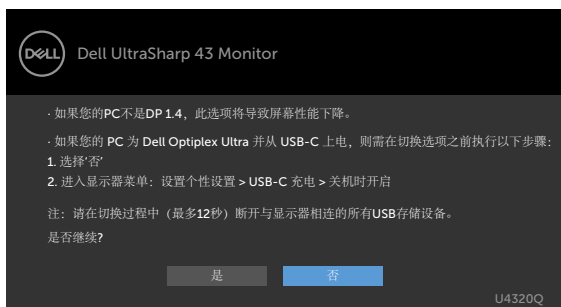 DELL
Dell UltraSharp 43 Monitor
· 如果您的PC不是DP 1.4，此选项将导致屏幕性能下降。
· 如果您的 PC 为 Dell Optiplex Ultra 并从 USB-C 上电，则需在切换选项之前执行以下步骤：
1. 选择‘否’
2. 进入显示器菜单：设置个性设置 > USB-C 充电 > 关机时开启
注：请在切换过程中（最多12秒）断开与显示器相连的所有USB存储设备。
是否继续?
是
否
U4320Q